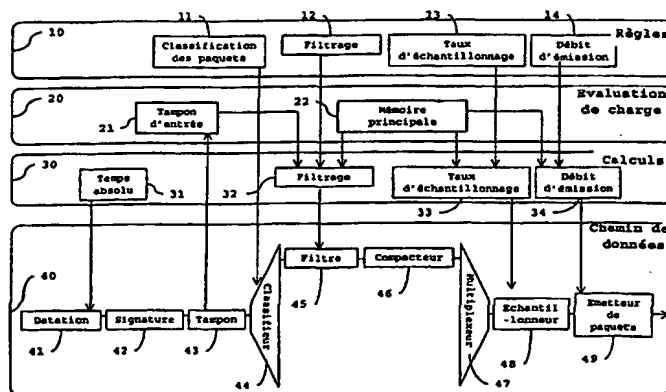 11
12
13
14
10
Règles
Classification
des paquets
Filtrage
Taux
d'échantillonnage
Débit
d'émission
20
Evaluation
de charge
21
Tampon
d'entrée
22
Mémoire
principale
30
Calculs
Temps
absolu
31
32
Filtrage
Taux
d'échantillonnage
Débit
d'émission
33
34
Chemin de
données
40
Filtre
Compacteur
45
46
Classifieur
Multiplexeur
Datation
Signature
Tampon
Echantil
-lonneur
Emetteur
de
paquets
41
42
43
44
47
48
49